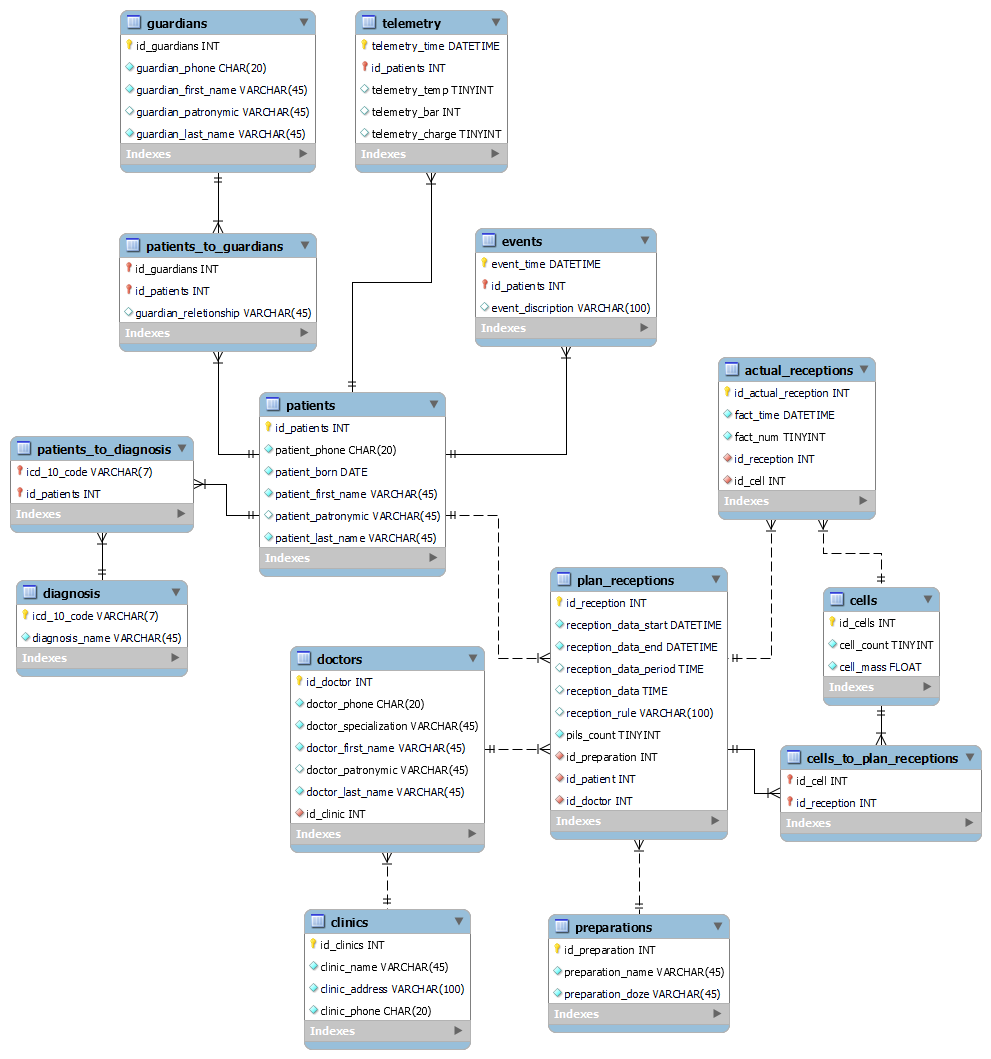 guardians
id_guardians INT
guardian_phone CHAR(20)
guardian_first_name VARCHAR(45)
guardian_patronymic VARCHAR(45)
guardian_last_name VARCHAR(45)
Indexes
telemetry
telemetry_time DATETIME
id_patients INT
telemetry_temp TINYINT
telemetry_bar INT
telemetry_charge TINYINT
Indexes
patients_to_guardians
id_guardians INT
id_patients INT
guardian_reletionship VARCHAR(45)
Indexes
events
event_time DATETIME
id_patients INT
event_discription VARCHAR(100)
Indexes
actual_receptions
id_actual_reception INT
fact_time DATETIME
fact_num TINYINT
id_reception INT
id_cell INT
Indexes
patients
id_patients INT
patient_phone CHAR(20)
patient_born DATE
patient_first_name VARCHAR(45)
patient_patronymic VARCHAR(45)
patient_last_name VARCHAR(45)
Indexes
patients_to_diagnosis
icd_10_code VARCHAR(7)
id_patients INT
Indexes
diagnosis
icd_10_code VARCHAR(7)
diagnosis_name VARCHAR(45)
Indexes
plan_receptions
id_reception INT
reception_data_start DATETIME
reception_data_end DATETIME
reception_data_period TIME
reception_data TIME
reception_rule VARCHAR(100)
pils_count TINYINT
id_preparation INT
id_patient INT
id_doctor INT
Indexes
cells
id_cells INT
cell_count TINYINT
cell_mass FLOAT
Indexes
doctors
id_doctor INT
doctor_phone CHAR(20)
doctor_specialization VARCHAR(45)
doctor_first_name VARCHAR(45)
doctor_patronymic VARCHAR(45)
doctor_last_name VARCHAR(45)
id_clinic INT
Indexes
cells_to_plan_receptions
id_cell INT
id_reception INT
Indexes
clinics
id_clinics INT
clinic_name VARCHAR(45)
clinic_address VARCHAR(100)
clinic_phone CHAR(20)
Indexes
preparations
id_preparation INT
preparation_name VARCHAR(45)
preparation_doze VARCHAR(45)
Indexes